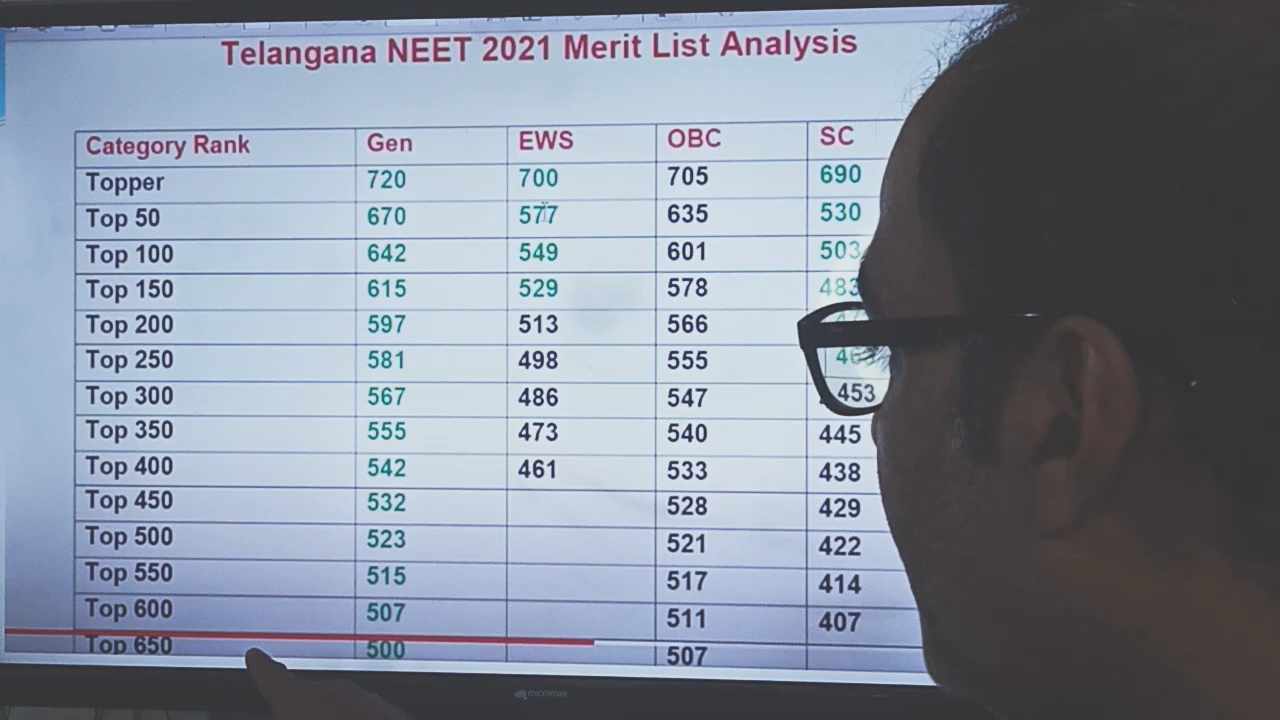 Telangana NEET 2021 Merit List Analysis
Category Rank Gen EWS OBC SC
Topper 720 700 705 690
Top 50 670 577 635 530
Top 100 642 549 601 503
Top 150 615 529 578 483
Top 200 597 513 566
Top 250 581 498 555
Top 300 567 486 547 453
Top 350 555 473 540 445
Top 400 542 461 533 438
Top 450 532 528 429
Top 500 523 521 422
Top 550 515 517 414
Top 600 507 511 407
Top 650 500 507
micromax